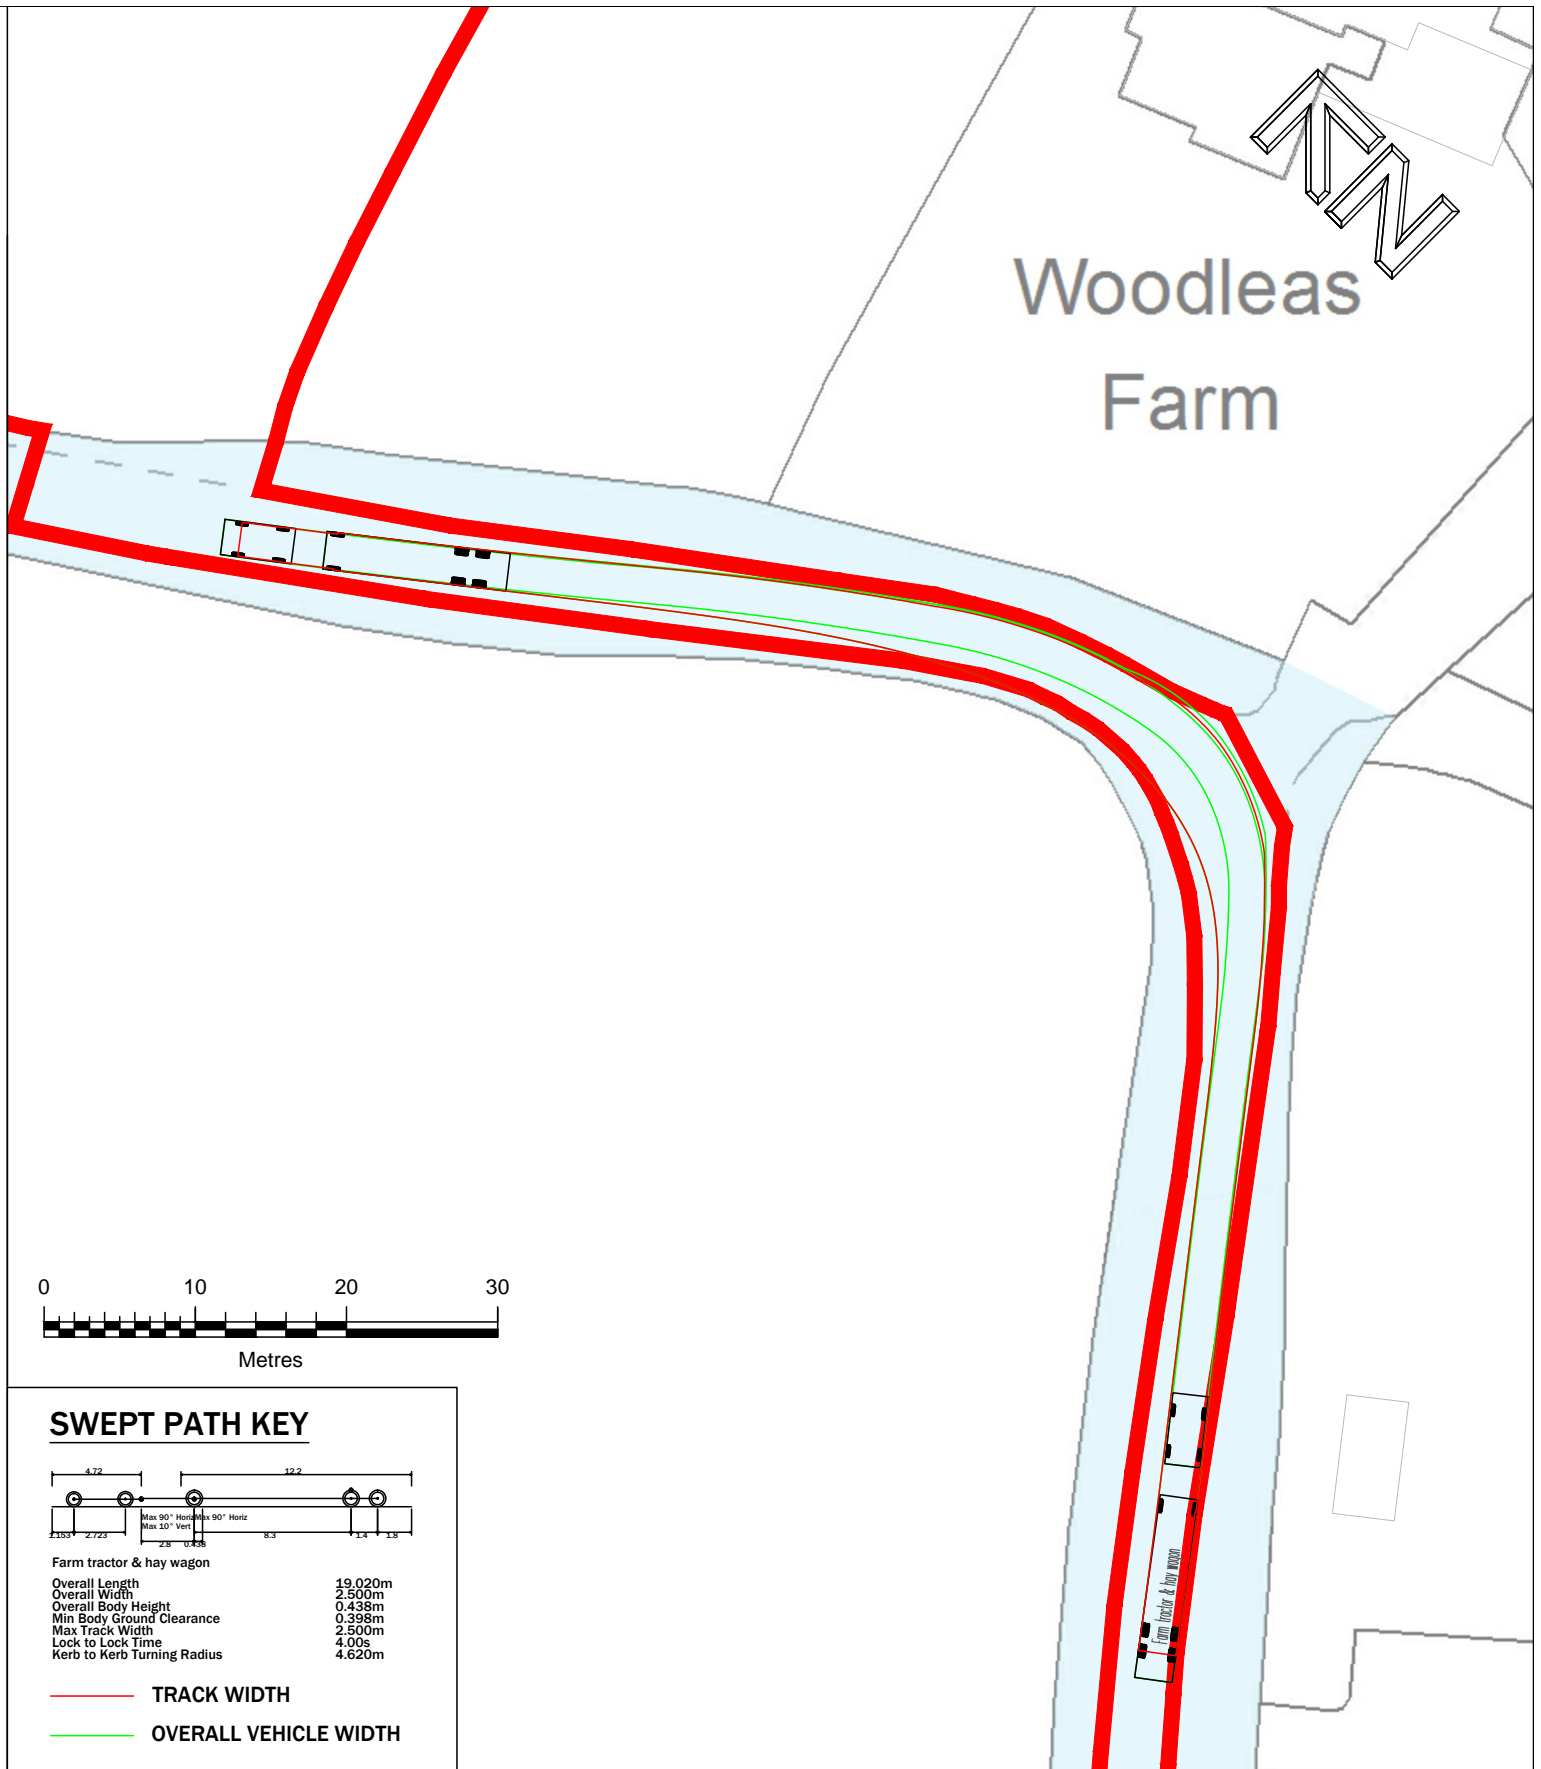 N
Woodleas
Farm
0 10 20 30
Metres
SWEPT PATH KEY
4.72 12.2
Max 90° Horiz Max 90° Horiz
Max 10° Vert
1.153 2.723 8.3 1.4 1.8
2.8 0.438
Farm tractor & hay wagon
Overall Length 19.020m
Overall Width 2.500m
Overall Body Height 0.438m
Min Body Ground Clearance 0.398m
Max Track Width 2.500m
Lock to Lock Time 4.00s
Kerb to Kerb Turning Radius 4.620m
TRACK WIDTH
OVERALL VEHICLE WIDTH
Farm tractor & hay wagon